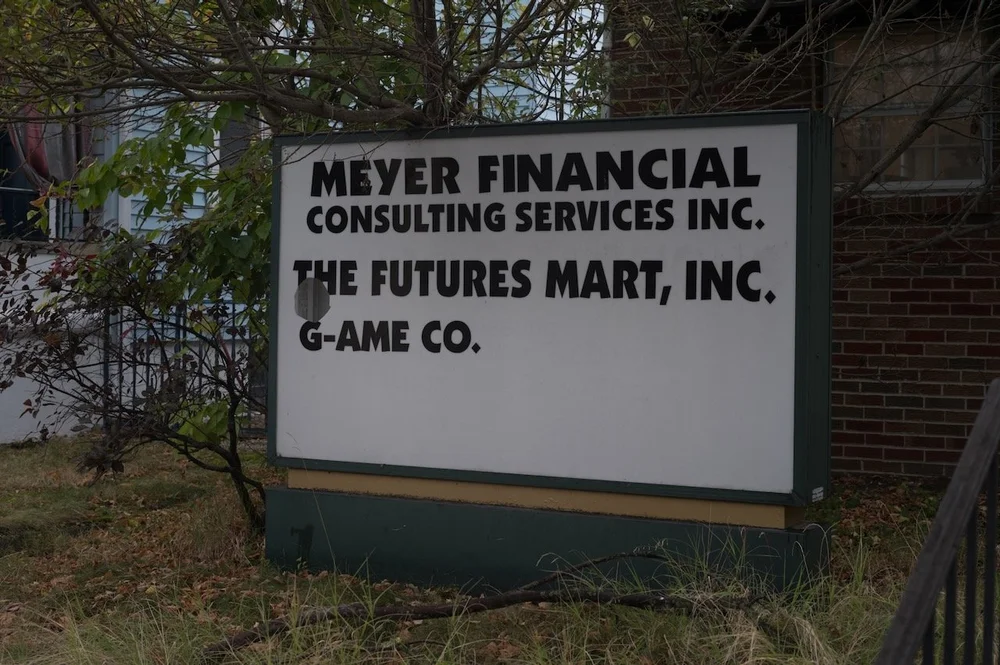 MEYER FINANCIAL
CONSULTING SERVICES INC.
THE FUTURES MART, INC.
G-AME CO.